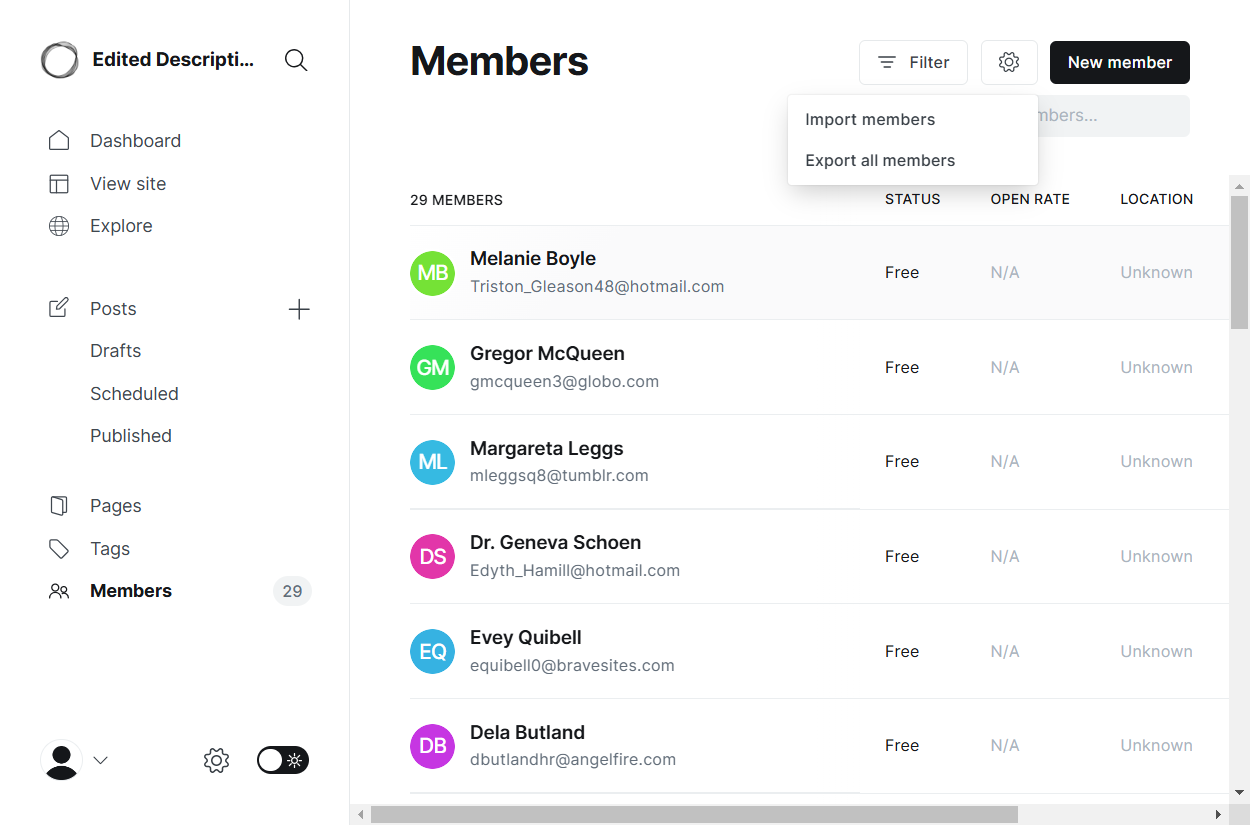 Edited Descripti...
Dashboard
View site
Explore
Posts
Drafts
Scheduled
Published
Pages
Tags
Members
29
Members
Filter
New member
mbers...
Import members
Export all members
29 MEMBERS
STATUS
OPEN RATE
LOCATION
MB
Melanie Boyle
Triston_Gleason48@hotmail.com
Free
N/A
Unknown
GM
Gregor McQueen
gmcqueen3@globo.com
Free
N/A
Unknown
ML
Margareta Leggs
mleggsq8@tumblr.com
Free
N/A
Unknown
DS
Dr. Geneva Schoen
Edyth_Hamill@hotmail.com
Free
N/A
Unknown
EQ
Evey Quibell
equibell0@bravesites.com
Free
N/A
Unknown
DB
Dela Butland
dbutlandhr@angelfire.com
Free
N/A
Unknown